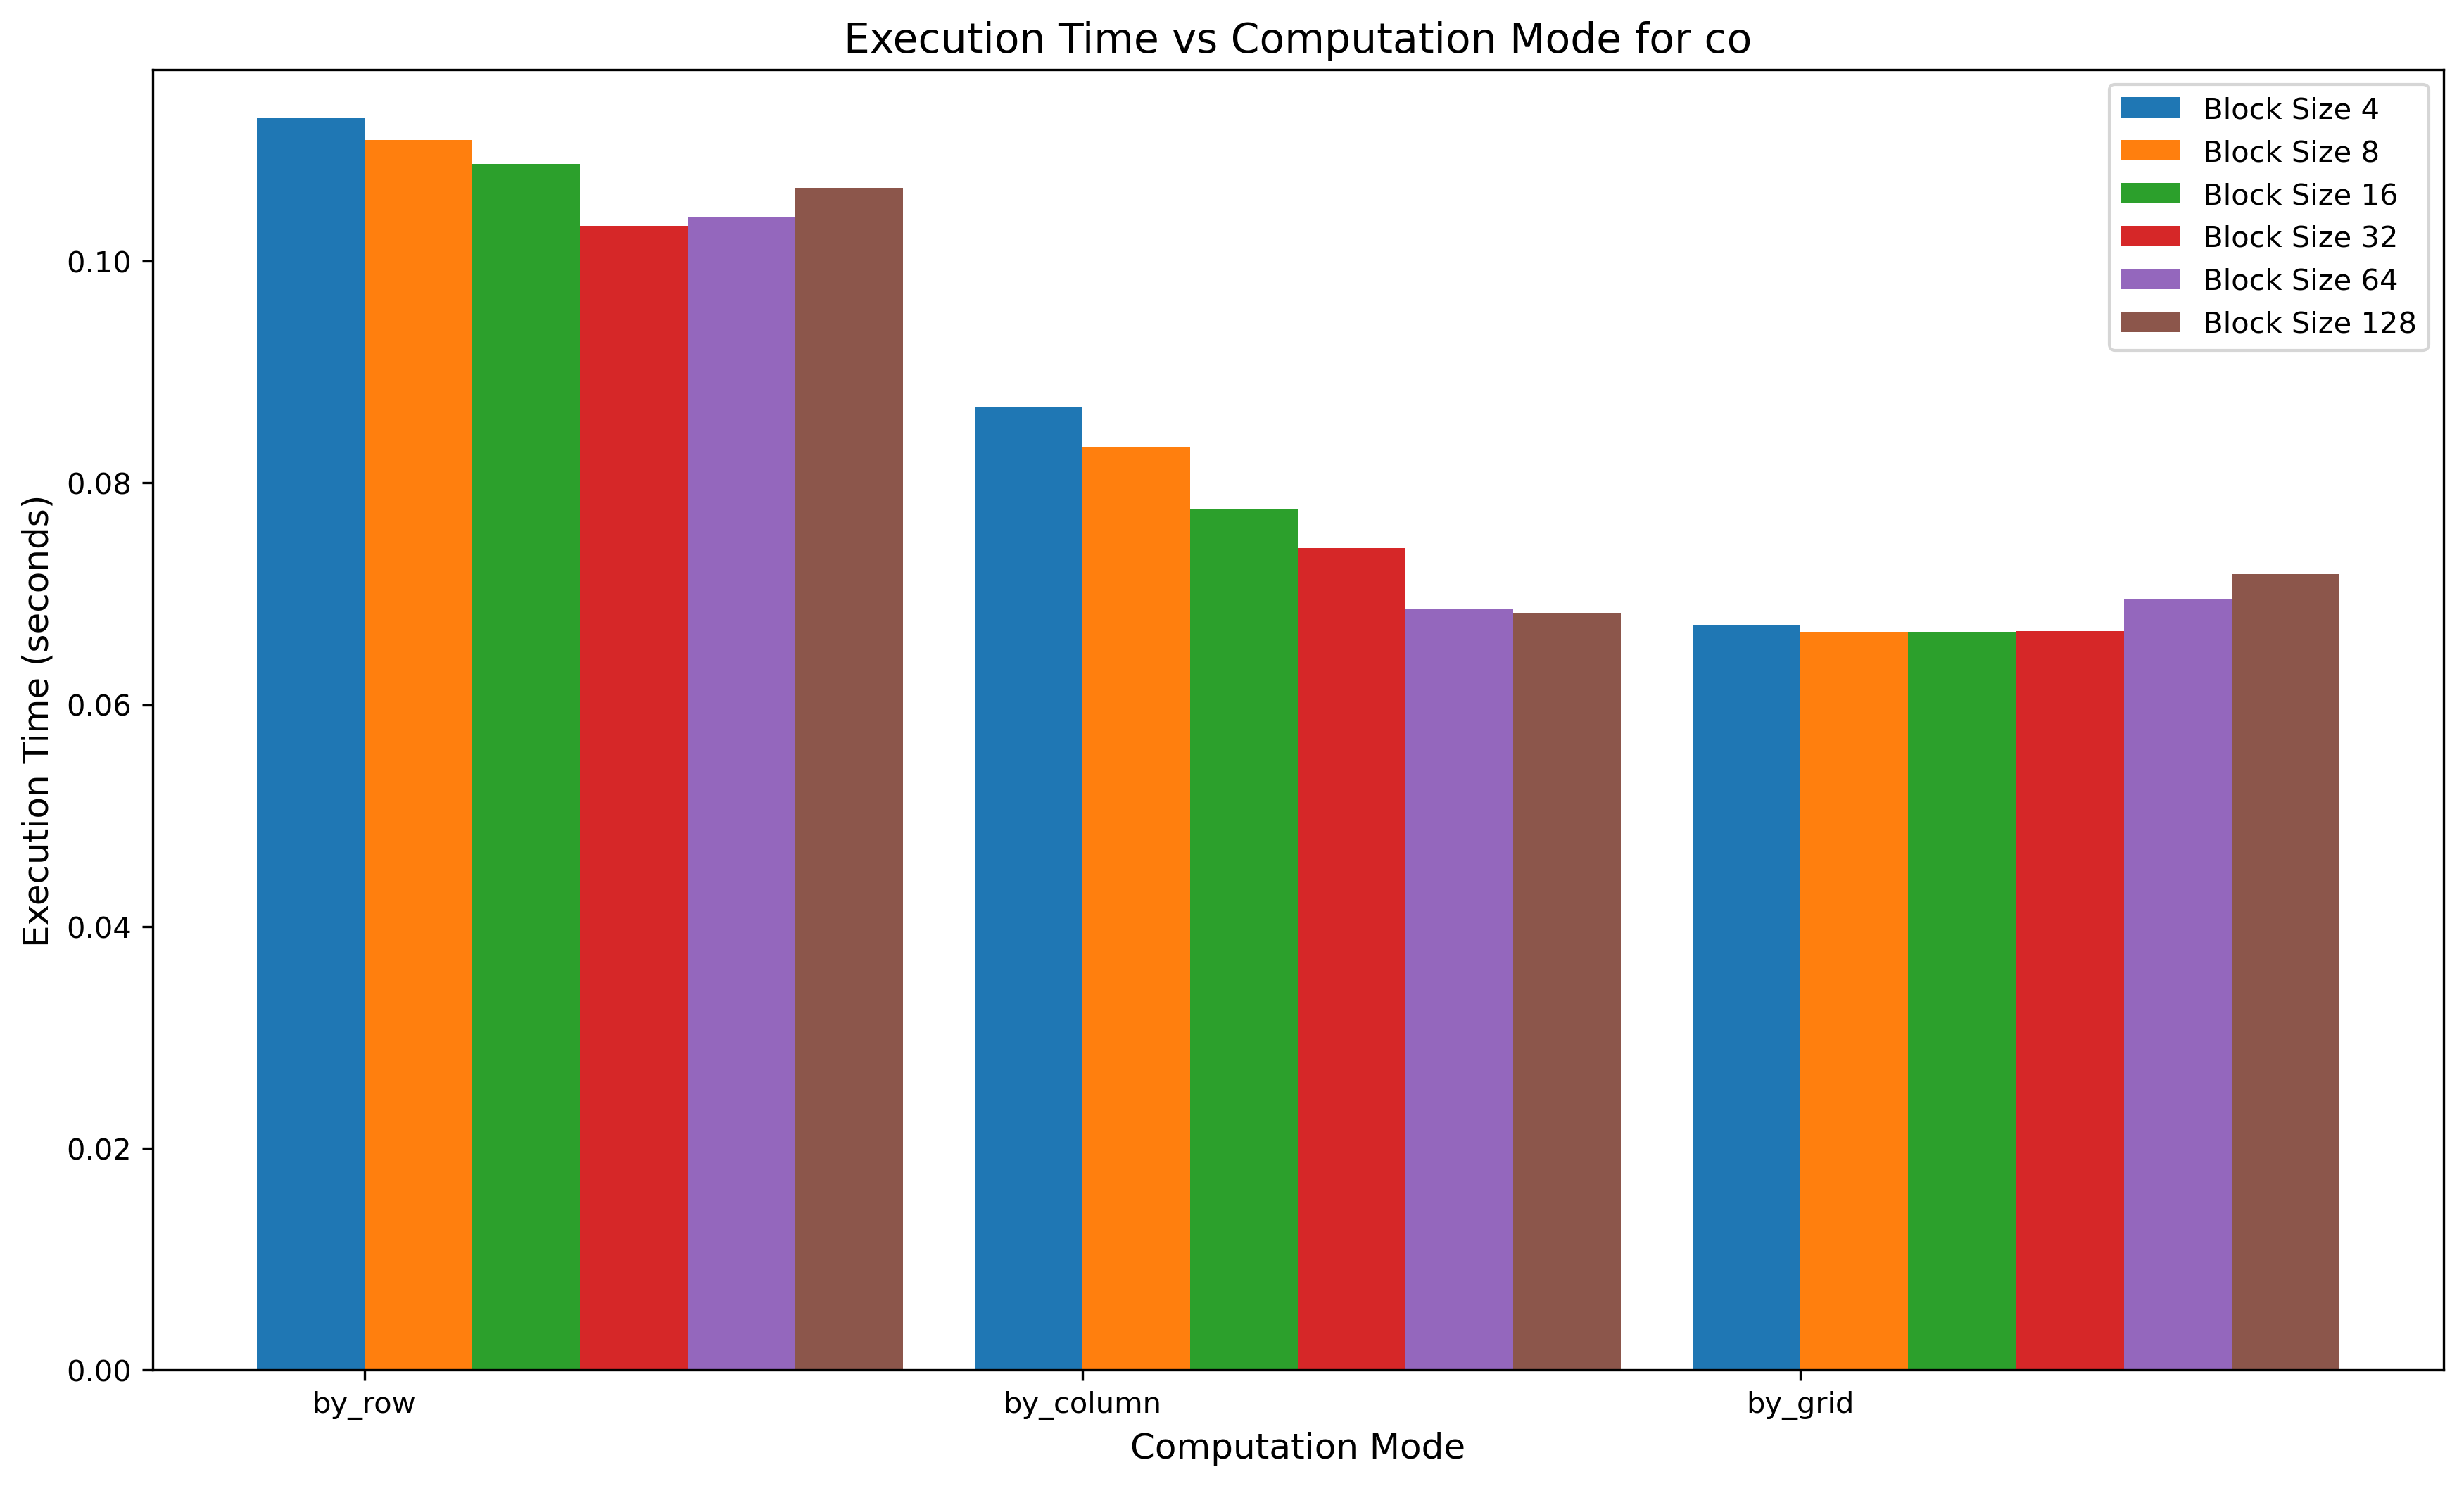 Execution Time vs Computation Mode for co
Block Size 4
Block Size 8
Block Size 16
Block Size 32
Block Size 64
Block Size 128
Execution Time (seconds)
0.10
0.08
0.06
0.04
0.02
0.00
by_row
by_column
by_grid
Computation Mode